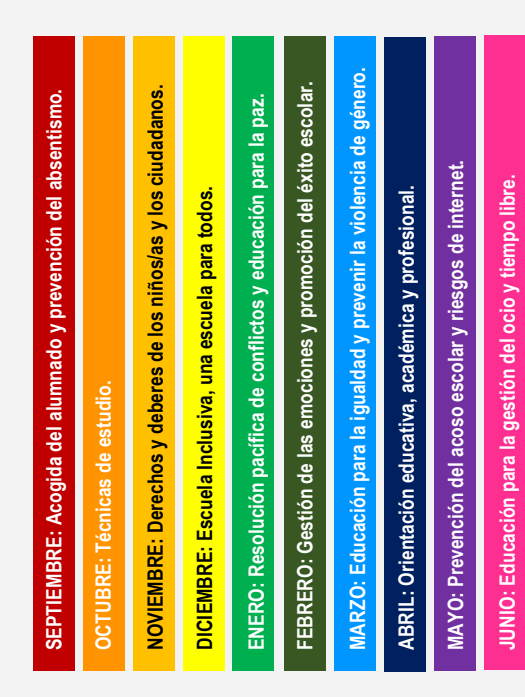 SEPTIEMBRE: Acogida del alumnado y prevención del absentismo.
OCTUBRE: Técnicas de estudio.
NOVIEMBRE: Derechos y deberes de los niños/as y los ciudadanos.
DICIEMBRE: Escuela Inclusiva, una escuela para todos.
ENERO: Resolución pacífica de conflictos y educación para la paz.
FEBRERO: Gestión de las emociones y promoción del éxito escolar.
MARZO: Educación para la igualdad y prevenir la violencia de género.
ABRIL: Orientación educativa, académica y profesional.
MAYO: Prevención del acoso escolar y riesgos de internet.
JUNIO: Educación para la gestión del ocio y tiempo libre.